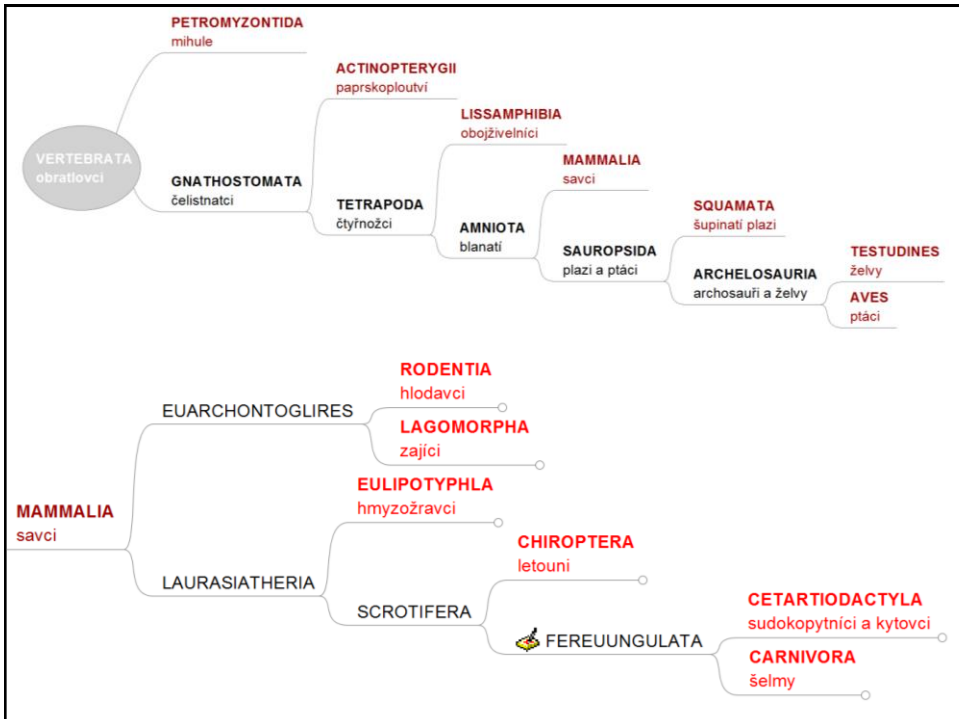 PETROMYZONTIDA
mihule
ACTINOPTERYGII
paprskoploutví
LISSAMPHIBIA
obojživelníci
VERTEBRATA
obratlovci
MAMMALIA
savci
GNATHOSTOMATA
čelistnatci
TETRAPODA
čtyřnožci
SQUAMATA
šupinatí plazi
AMNIOTA
blanatí
SAUROPSIDA
plazi a ptáci
TESTUDINES
želvy
ARCHELOSAURIA
archosauři a želvy
AVES
ptáci
RODENTIA
hlodavci
EUARCHONTOGLIRES
LAGOMORPHA
zajíci
EULIPOTYPHLA
hmyzožravci
MAMMALIA
savci
CHIROPTERA
letouni
LAURASIATHERIA
SCROTIFERA
CETARTIODACTYLA
sudokopytníci a kytovci
FEREUUNGULATA
CARNIVORA
šelmy